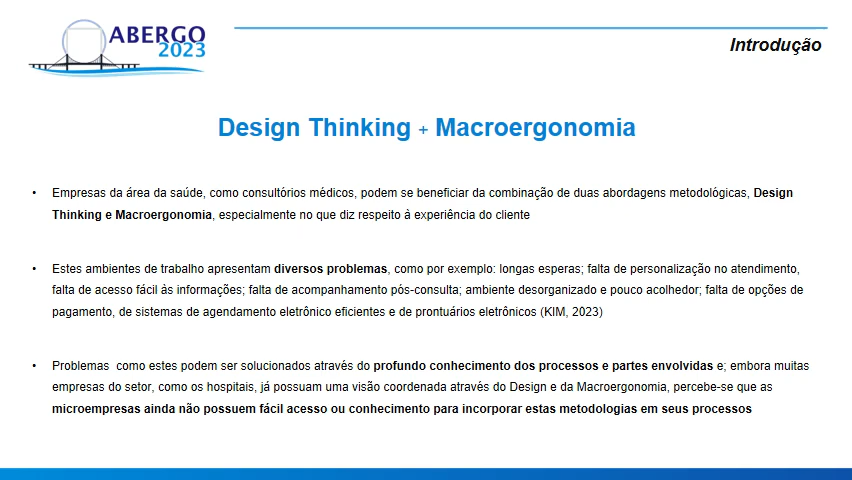 ABERGO
2023
Introdução
Design Thinking + Macroergonomia
• Empresas da área da saúde, como consultórios médicos, podem se beneficiar da combinação de duas abordagens metodológicas, Design
Thinking e Macroergonomia, especialmente no que diz respeito à experiência do cliente
• Estes ambientes de trabalho apresentam diversos problemas, como por exemplo: longas esperas; falta de personalização no atendimento,
falta de acesso fácil às informações; falta de acompanhamento pós-consulta; ambiente desorganizado e pouco acolhedor; falta de opções de
pagamento, de sistemas de agendamento eletrônico eficientes e de prontuários eletrônicos (KIM, 2023)
• Problemas  como estes podem ser solucionados através do profundo conhecimento dos processos e partes envolvidas e; embora muitas
empresas do setor, como os hospitais, já possuam uma visão coordenada através do Design e da Macroergonomia, percebe-se que as
microempresas ainda não possuem fácil acesso ou conhecimento para incorporar estas metodologias em seus processos